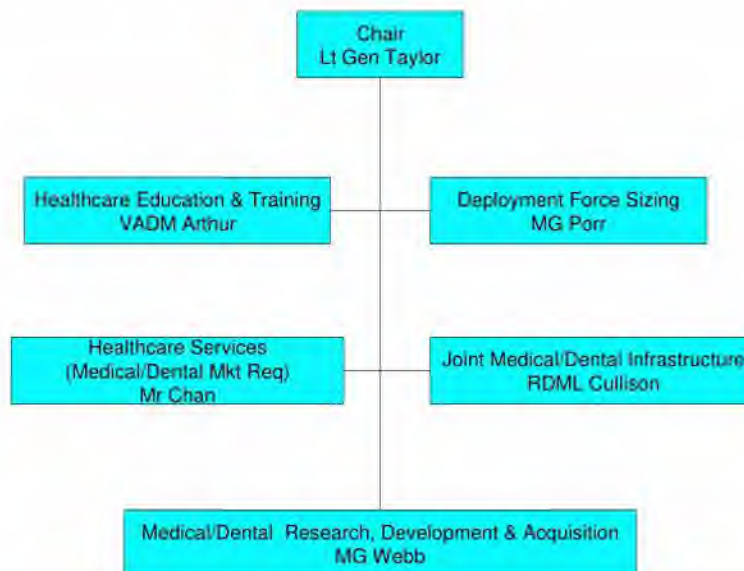 Chair
Lt Gen Taylor
Healthcare Education & Training
VADM Arthur
Deployment Force Sizing
MG Porr
Healthcare Services
(Medical/Dental Mkt Req)
Mr Chan
Joint Medical/Dental Infrastructure
RDML Cullison
Medical/Dental Research, Development & Acquisition
MG Webb